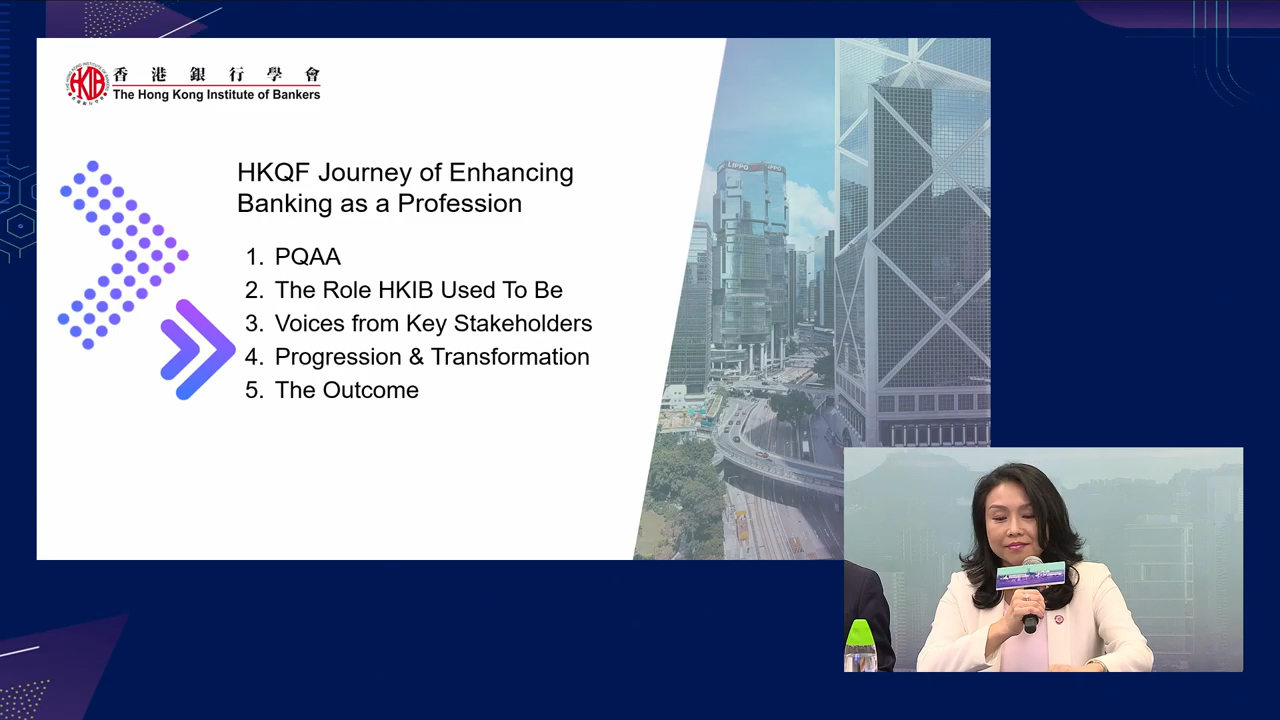 香港銀行學會
The Hong Kong Institute of Bankers
HKIB
HKQF Journey of Enhancing
Banking as a Profession
1. PQAA
2. The Role HKIB Used To Be
3. Voices from Key Stakeholders
4. Progression & Transformation
5. The Outcome
LIPPO